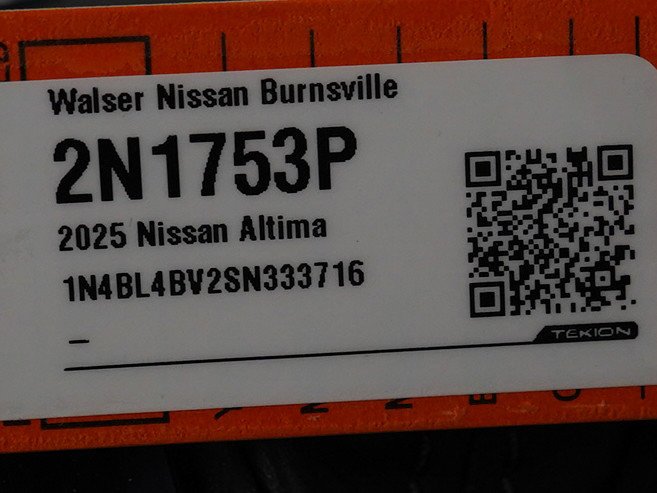 Walser Nissan Burnsville
2N1753P
2025 Nissan Altima
1N4BL4BV2SN333716
–
TEKION